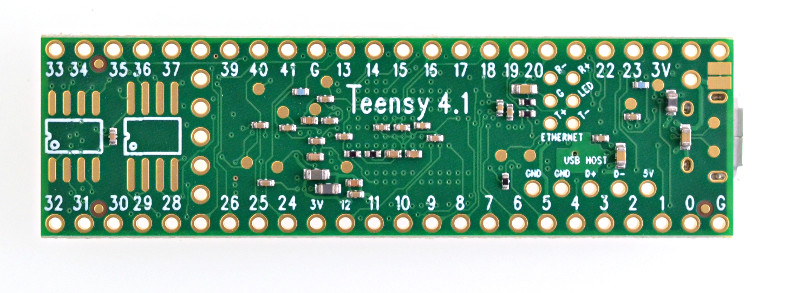 33 34 35 36 37 39 40 41 G 13 14 15 16 17 18 19 20 22 23 3V
R- R+
G LED
T+ T-
ETHERNET
Teensy 4.1
USB HOST
GND GND D+ D- 5V
32 31 30 29 28 26 25 24 3V 12 11 10 9 8 7 6 5 4 3 2 1 0 G